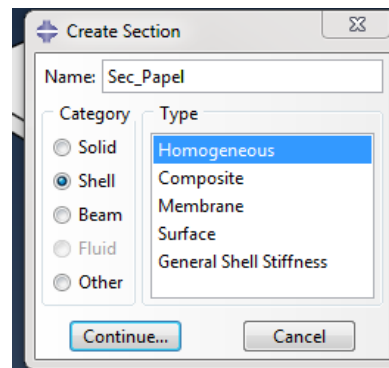 Create Section
Name: Sec_Papel
Category
Solid
Shell
Beam
Fluid
Other
Type
Homogeneous
Composite
Membrane
Surface
General Shell Stiffness
Continue...
Cancel